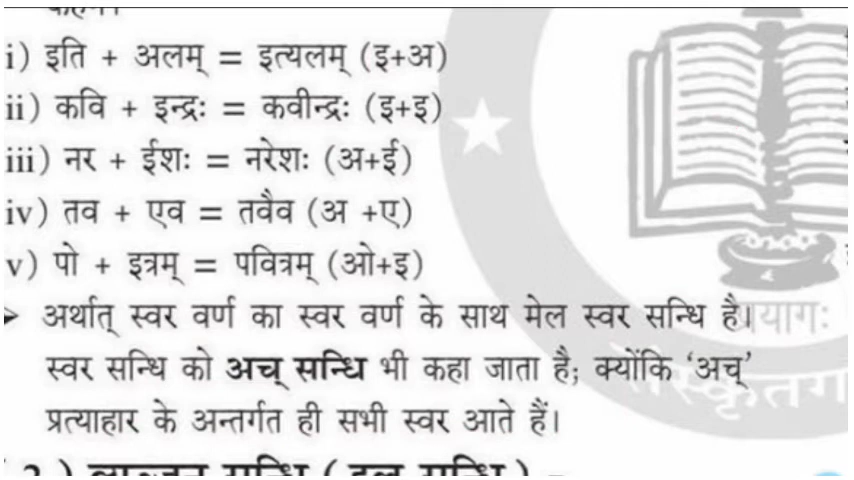 i) इति + अलम् = इत्यलम् (इ+अ)
ii) कवि + इन्द्रः = कवीन्द्रः (इ+इ)
iii) नर + ईशः = नरेशः (अ+ई)
iv) तव + एव = तवैव (अ +ए)
v) पो + इत्रम् = पवित्रम् (ओ+इ)
➤ अर्थात् स्वर वर्ण का स्वर वर्ण के साथ मेल स्वर सन्धि है।
स्वर सन्धि को अच् सन्धि भी कहा जाता है; क्योंकि ‘अच्’
प्रत्याहार के अन्तर्गत ही सभी स्वर आते हैं।